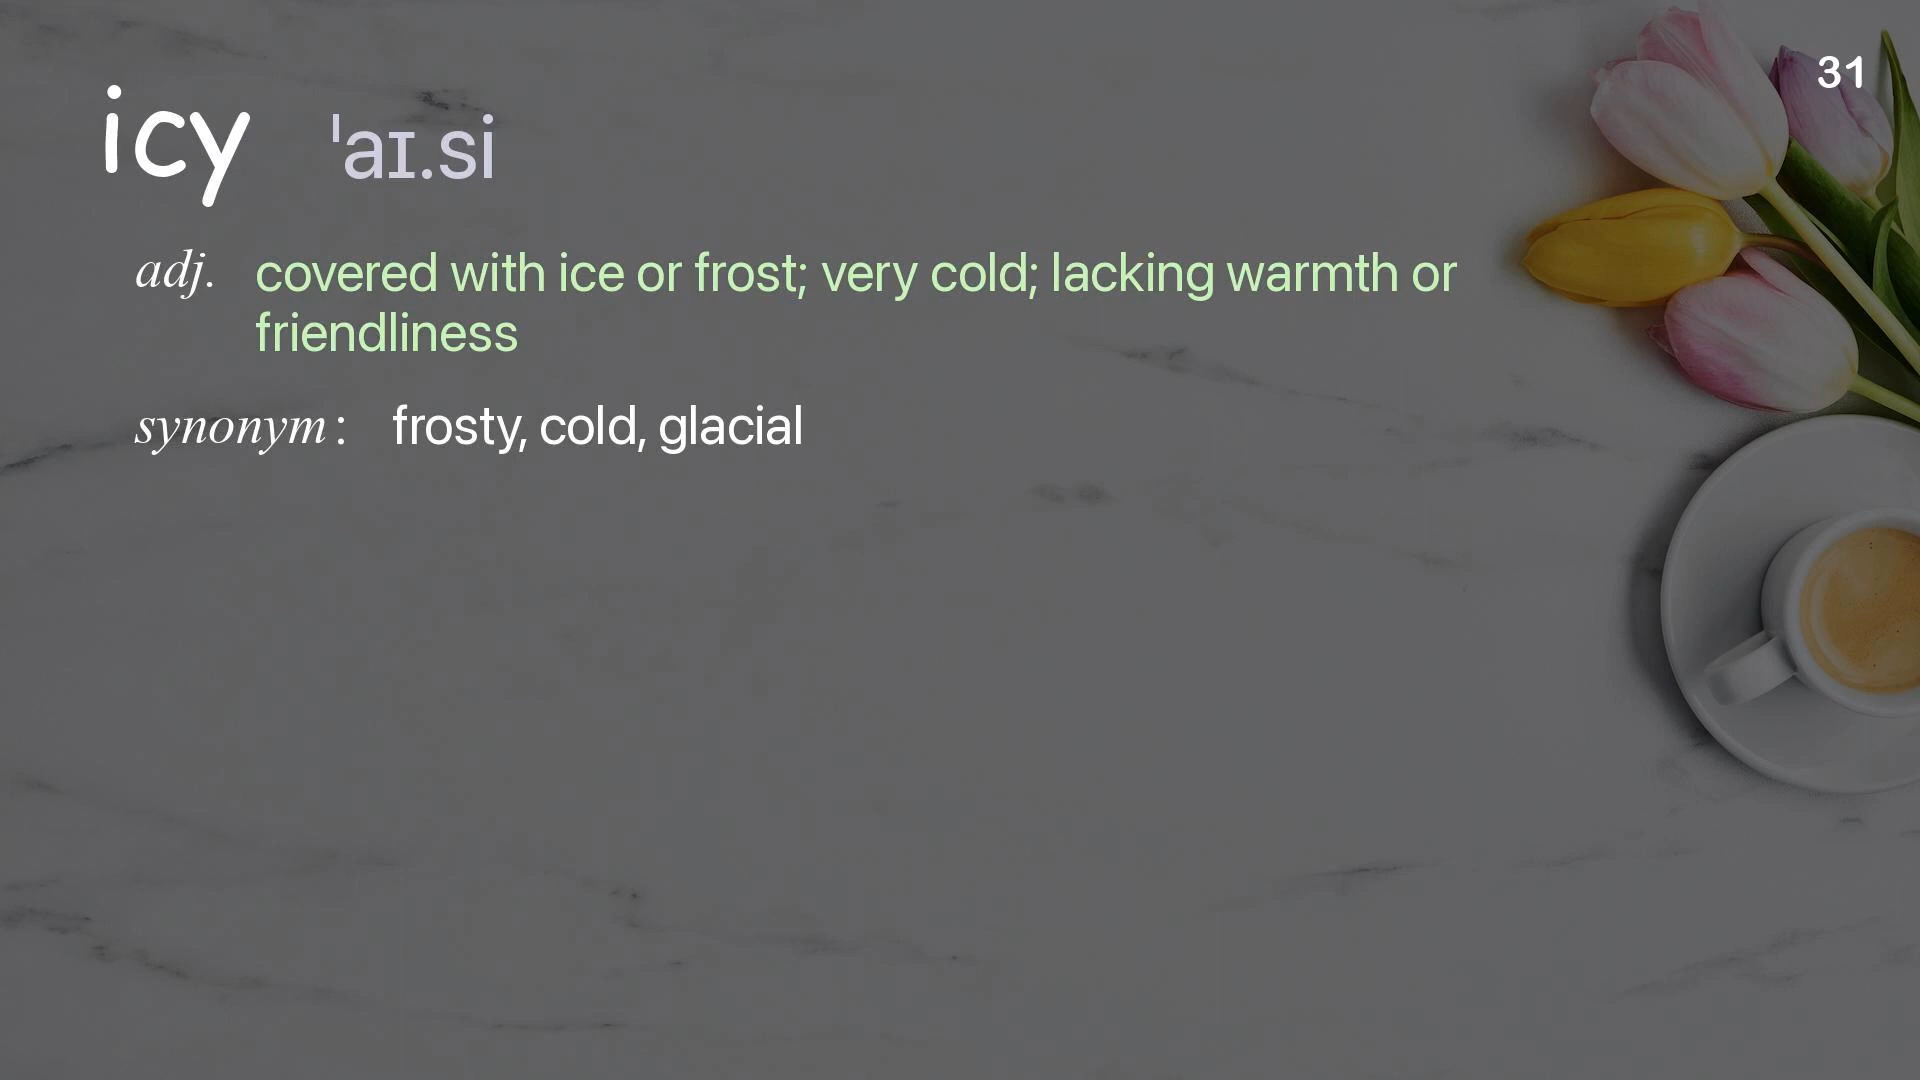 31
icy ˈaɪ.si
adj. covered with ice or frost; very cold; lacking warmth or
friendliness
synonym: frosty, cold, glacial